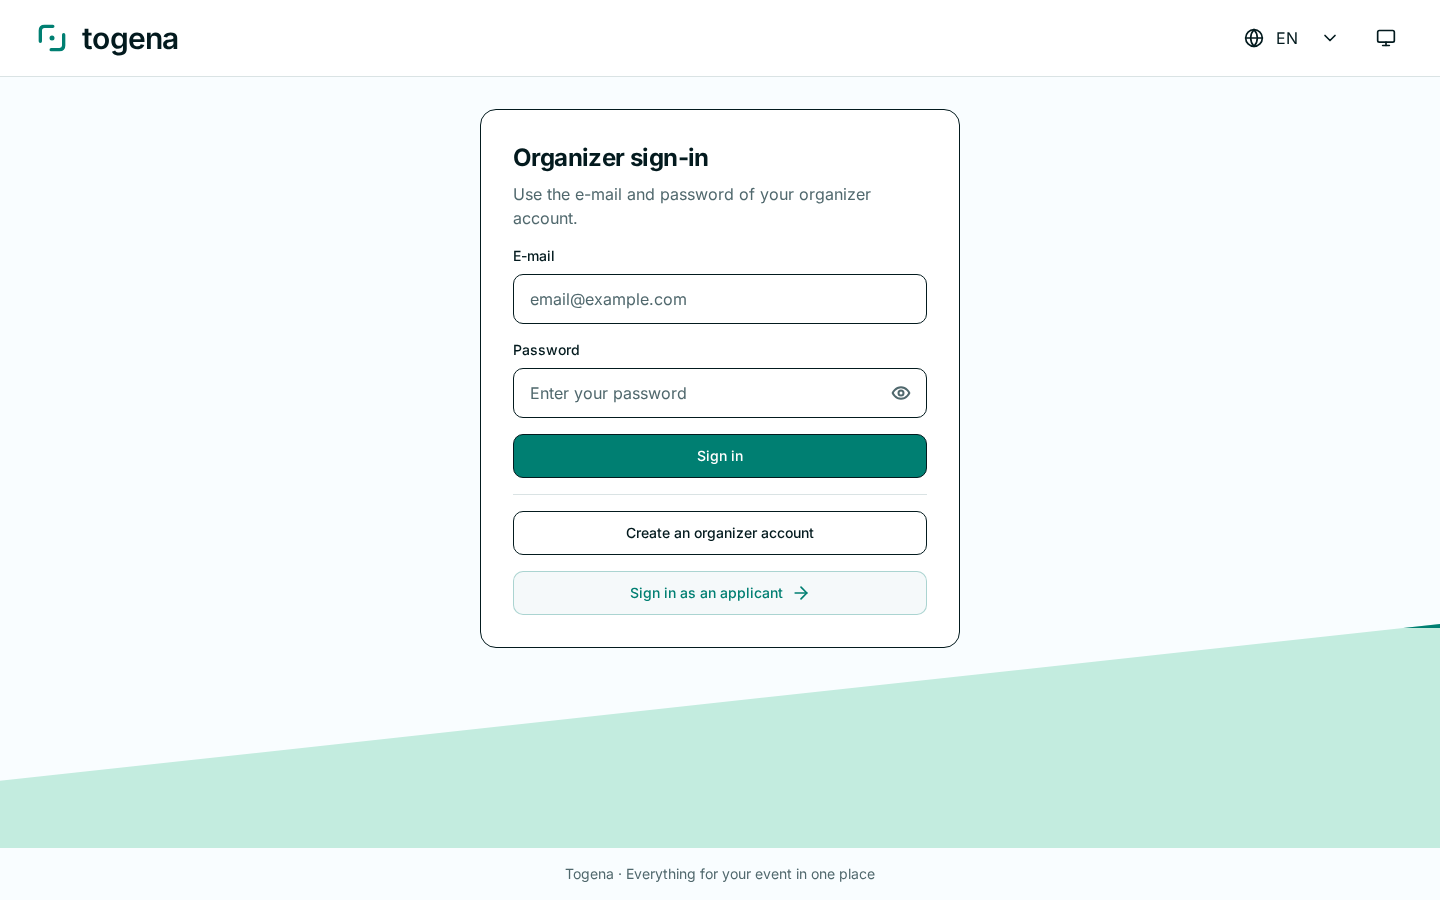 togena
EN
Organizer sign-in
Use the e-mail and password of your organizer
account.
E-mail
email@example.com
Password
Enter your password
Sign in
Create an organizer account
Sign in as an applicant
Togena · Everything for your event in one place